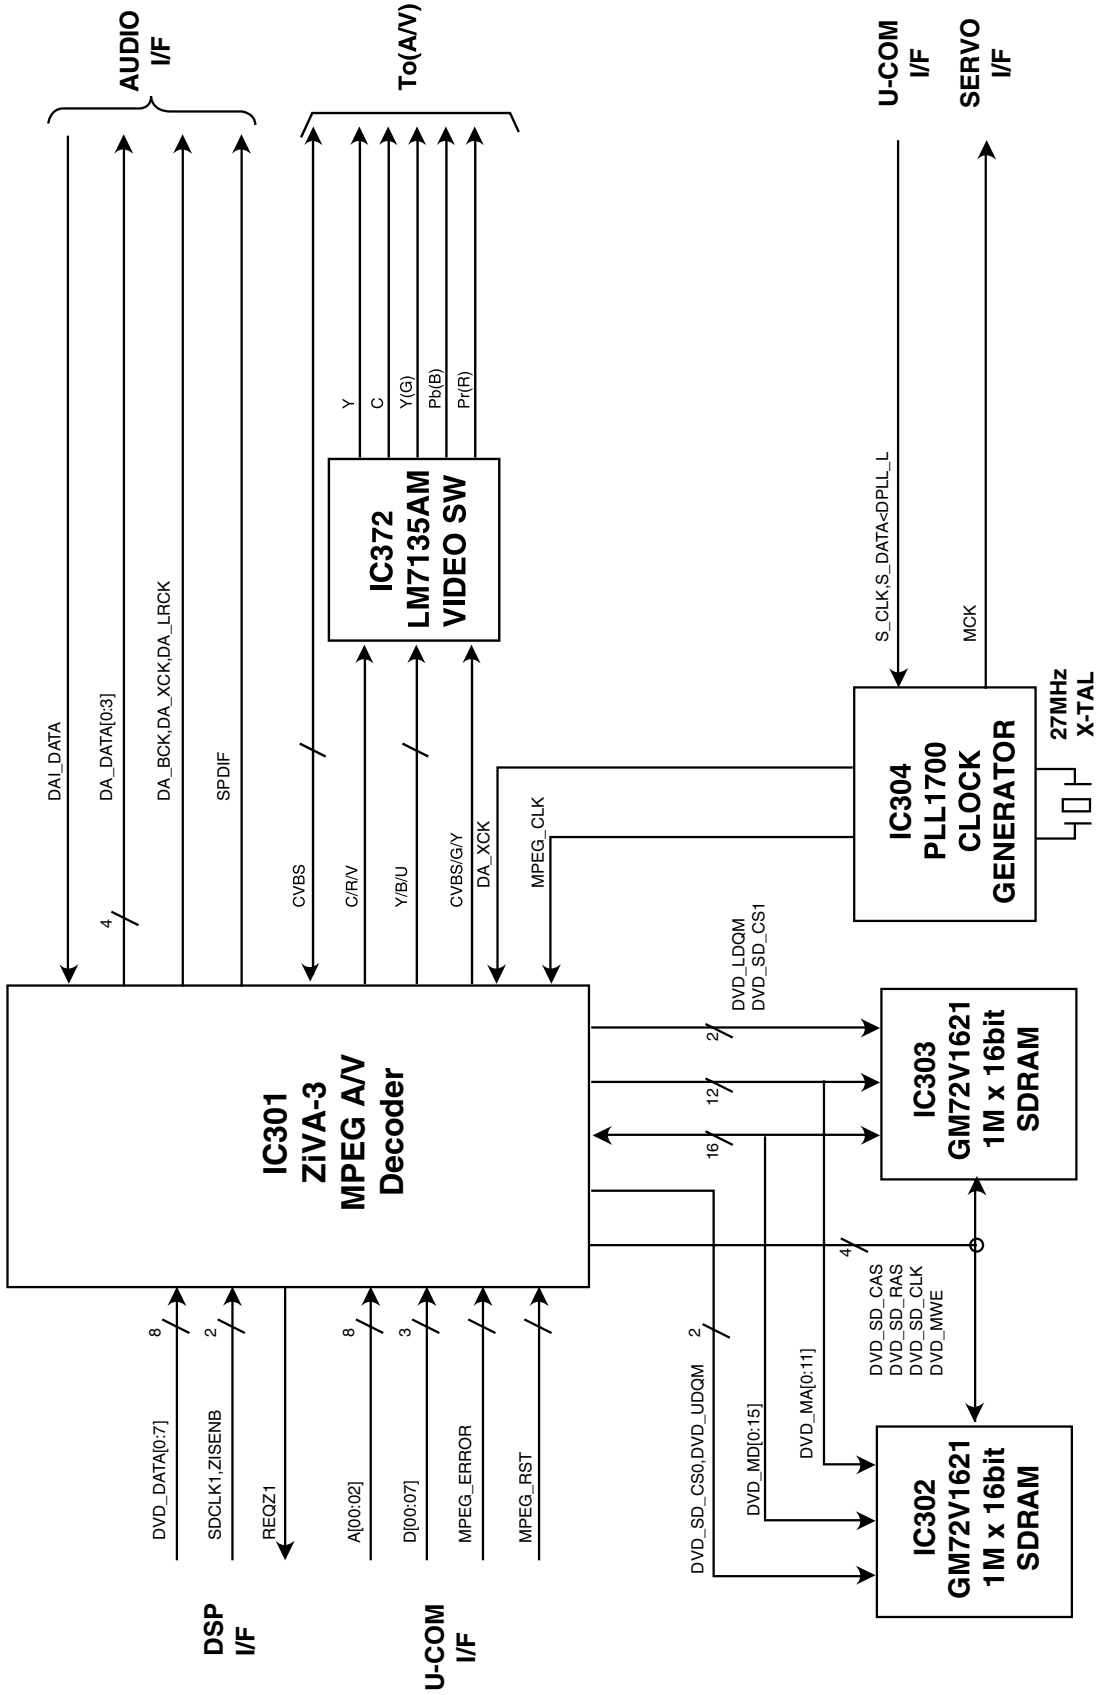 AUDIO
I/F
To(A/V)
U-COM
I/F
SERVO
I/F
DAI_DATA
DA_DATA[0:3]
4
DA_BCK,DA_XCK,DA_LRCK
SPDIF
CVBS
Y
C
Y(G)
Pb(B)
Pr(R)
IC372
LM7135AM
VIDEO SW
C/R/V
Y/B/U
CVBS/G/Y
DA_XCK
MPEG_CLK
S_CLK,S_DATA<DPLL_L
MCK
IC304
PLL1700
CLOCK
GENERATOR
27MHz
X-TAL
IC301
ZiVA-3
MPEG A/V
Decoder
DVD_LDQM
DVD_SD_CS1
2
12
16
IC303
GM72V1621
1M x 16bit
SDRAM
4
DVD_SD_CAS
DVD_SD_RAS
DVD_SD_CLK
DVD_MWE
DSP
I/F
DVD_DATA[0:7]
8
SDCLK1,ZISENB
2
REQZ1
U-COM
I/F
A[00:02]
8
D[00:07]
3
MPEG_ERROR
MPEG_RST
DVD_SD_CS0,DVD_UDQM
2
DVD_MD[0:15]
DVD_MA[0:11]
IC302
GM72V1621
1M x 16bit
SDRAM